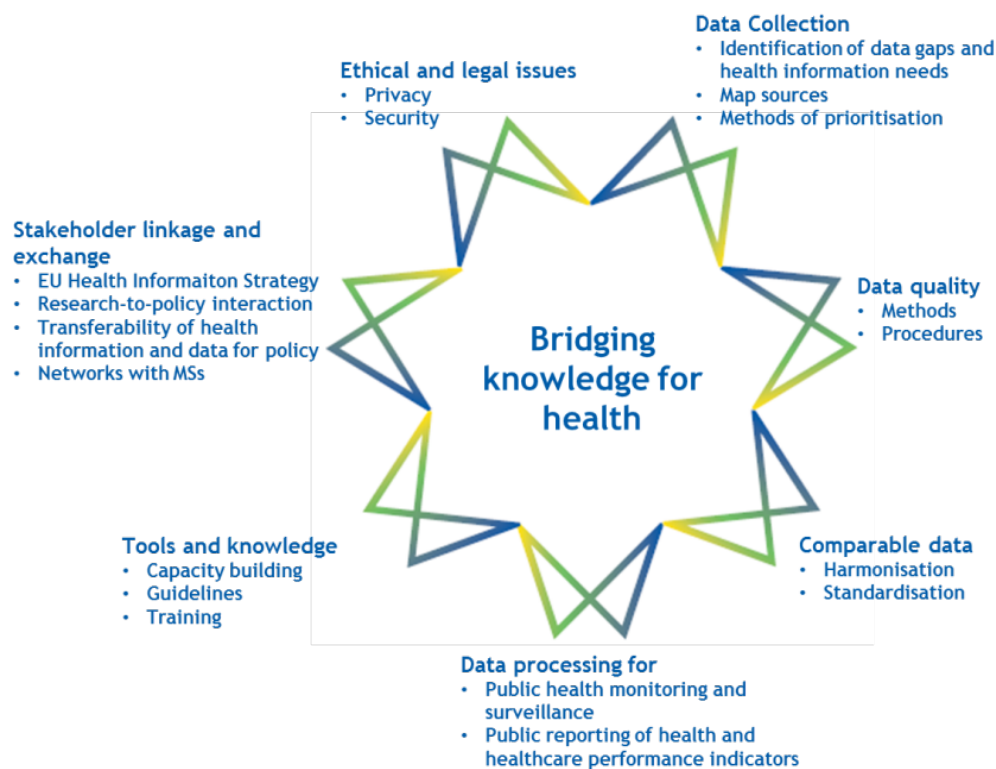 Data Collection
• Identification of data gaps and
health information needs
• Map sources
• Methods of prioritisation
Ethical and legal issues
• Privacy
• Security
Stakeholder linkage and
exchange
• EU Health Informaiton Strategy
• Research-to-policy interaction
• Transferability of health
information and data for policy
• Networks with MSs
Data quality
• Methods
• Procedures
Bridging
knowledge for
health
Tools and knowledge
• Capacity building
• Guidelines
• Training
Comparable data
• Harmonisation
• Standardisation
Data processing for
• Public health monitoring and
surveillance
• Public reporting of health and
healthcare performance indicators